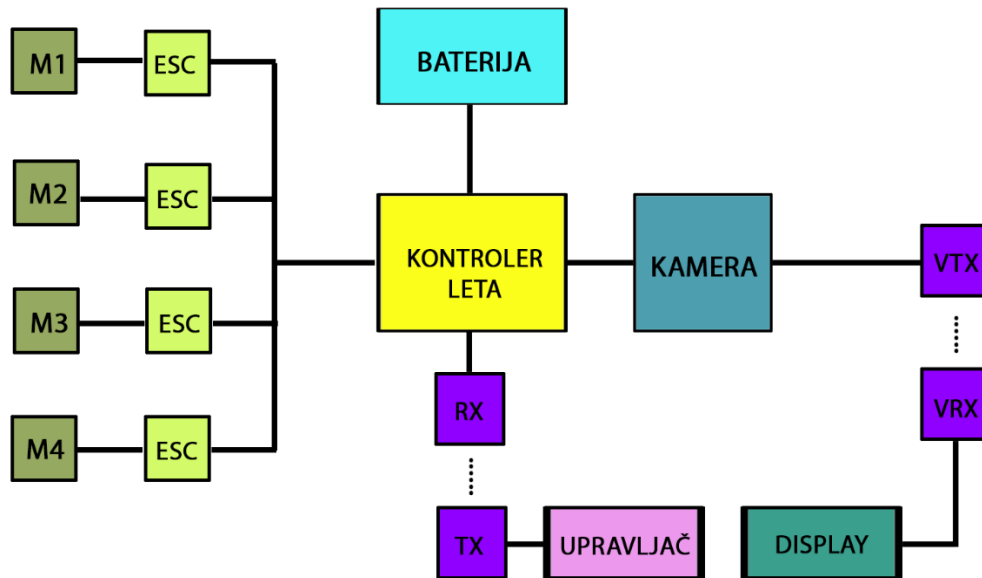 M1
ESC
BATERIJA
M2
ESC
KONTROLER
LETA
KAMERA
VTX
M3
ESC
RX
VRX
M4
ESC
TX
UPRAVLJAČ
DISPLAY